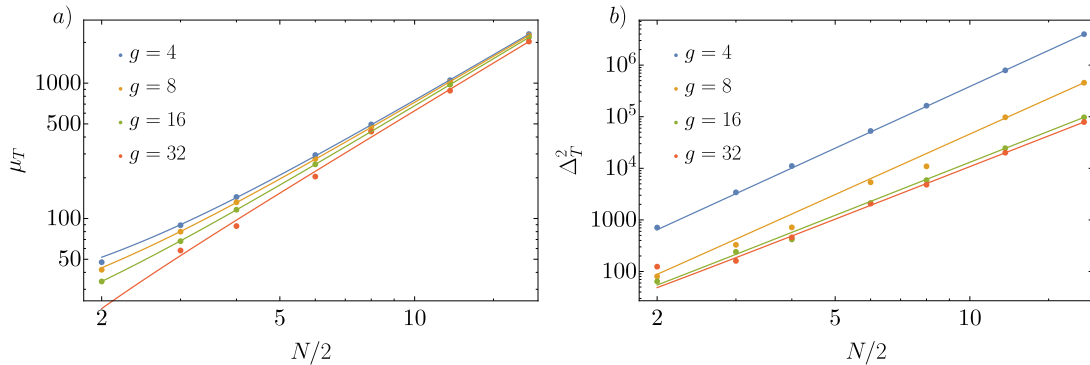 a)
g = 4
g = 8
g = 16
g = 32
1000
500
100
50
μ_T
2
5
10
N/2
b)
g = 4
g = 8
g = 16
g = 32
10^6
10^5
10^4
1000
100
Δ_T^2
2
5
10
N/2